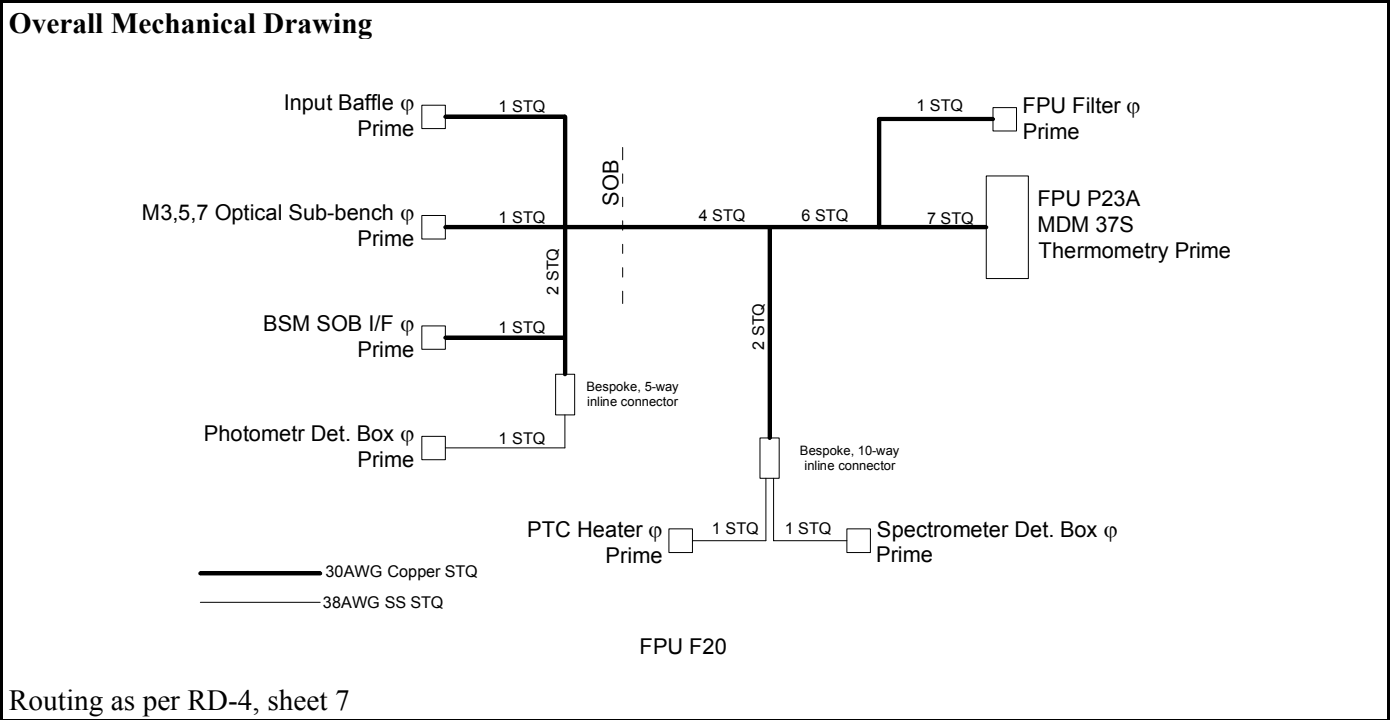 Overall Mechanical Drawing
Input Baffle φ
Prime
1 STQ
1 STQ
FPU Filter φ
Prime
SOB
M3,5,7 Optical Sub-bench φ
Prime
1 STQ
4 STQ
6 STQ
7 STQ
FPU P23A
MDM 37S
Thermometry Prime
2 STQ
2 STQ
BSM SOB I/F φ
Prime
1 STQ
Bespoke, 5-way
inline connector
Photometr Det. Box φ
Prime
1 STQ
Bespoke, 10-way
inline connector
PTC Heater φ
Prime
1 STQ
1 STQ
Spectrometer Det. Box φ
Prime
30AWG Copper STQ
38AWG SS STQ
FPU F20
Routing as per RD-4, sheet 7